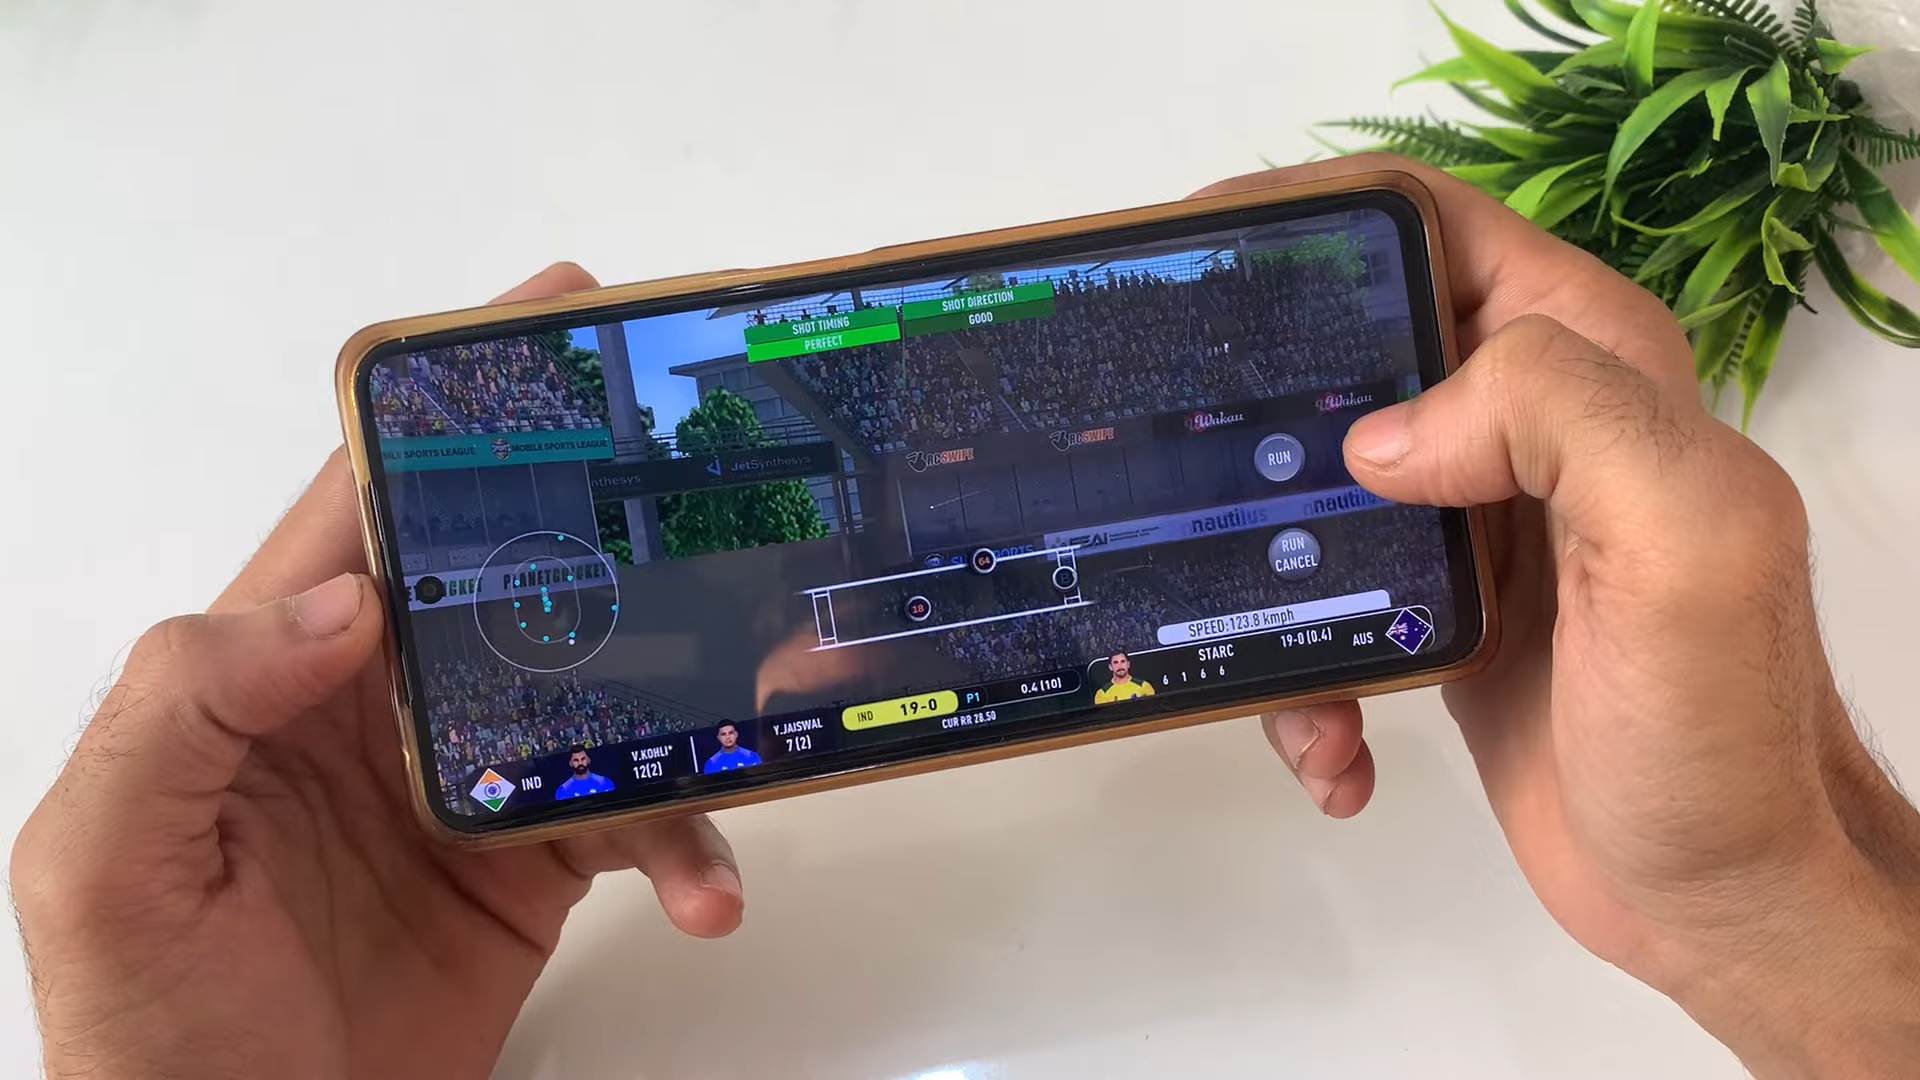 SHOT TIMING
PERFECT
SHOT DIRECTION
GOOD
MOBILE SPORTS LEAGUE
JetSynthesys
nthesys
RCSWIPE
RCSWIPE
Wakau
Wakau
RUN
nautilus
RUN
CANCEL
PLANETCRICKET
64
18
SPEED:123.8 kmph
STARC
19-0 (0.4)
AUS
6 1 6 6
IND
V.KOHLI*
12(2)
Y.JAISWAL
7 (2)
IND 19-0
P1
0.4 (10)
CUR RR 28.50